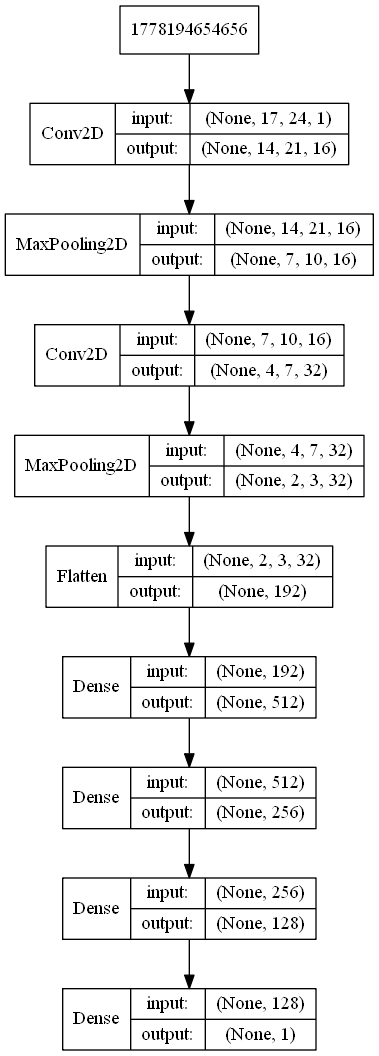 1778194654656
Conv2D
input: (None, 17, 24, 1)
output: (None, 14, 21, 16)
MaxPooling2D
input: (None, 14, 21, 16)
output: (None, 7, 10, 16)
Conv2D
input: (None, 7, 10, 16)
output: (None, 4, 7, 32)
MaxPooling2D
input: (None, 4, 7, 32)
output: (None, 2, 3, 32)
Flatten
input: (None, 2, 3, 32)
output: (None, 192)
Dense
input: (None, 192)
output: (None, 512)
Dense
input: (None, 512)
output: (None, 256)
Dense
input: (None, 256)
output: (None, 128)
Dense
input: (None, 128)
output: (None, 1)